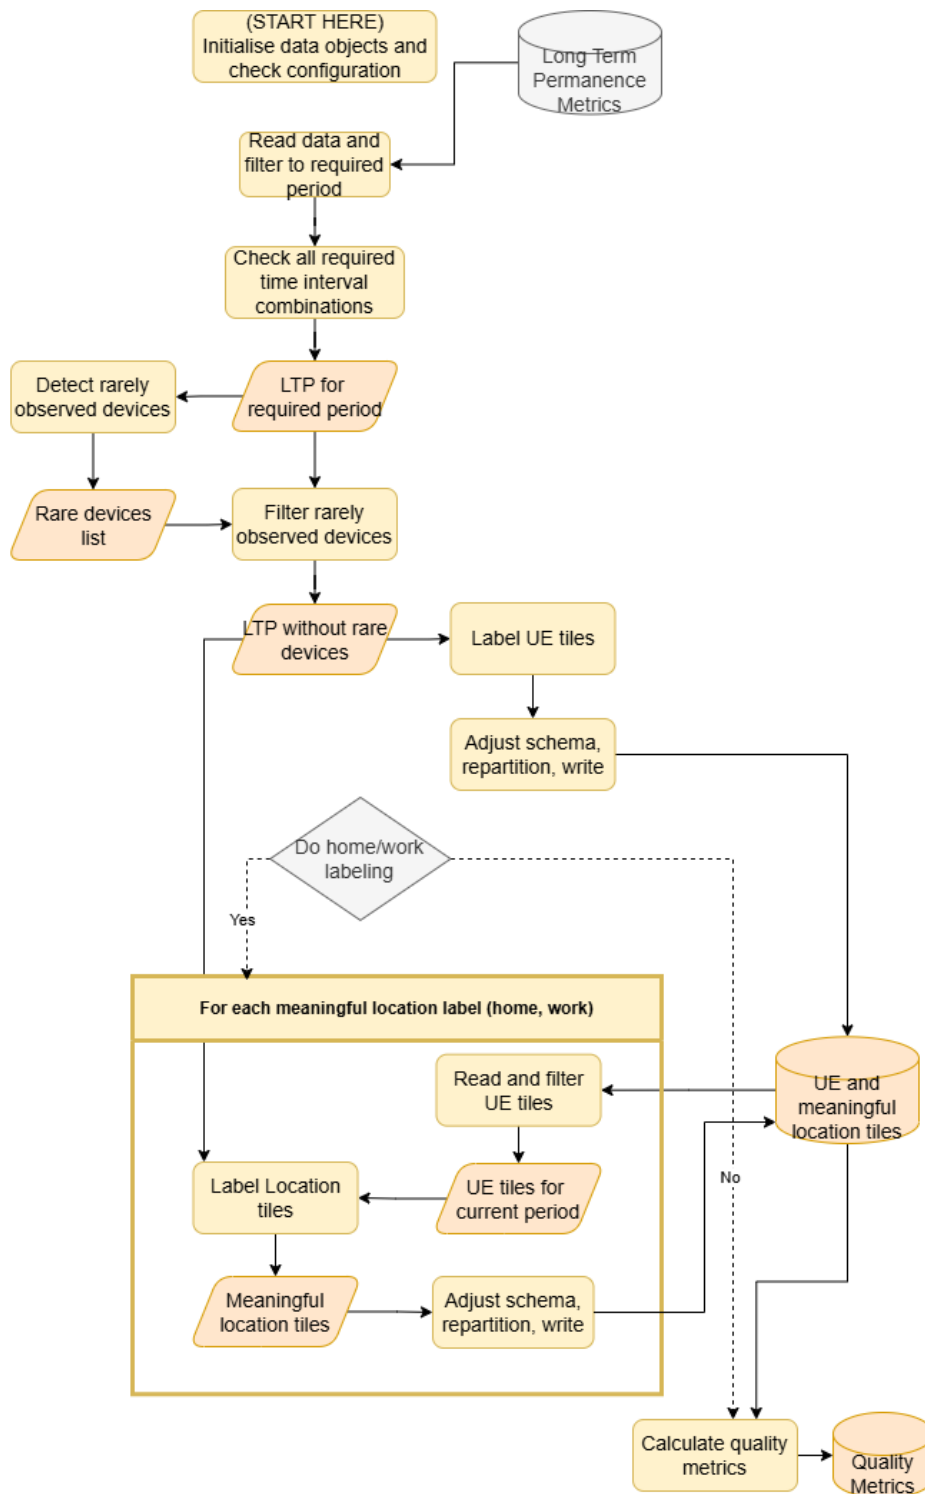 (START HERE)
Initialise data objects and
check configuration
Long Term
Permanence
Metrics
Read data and
filter to required
period
Check all required
time interval
combinations
Detect rarely
observed devices
LTP for
required period
Rare devices
list
Filter rarely
observed devices
LTP without rare
devices
Label UE tiles
Adjust schema,
repartition, write
Do home/work
labeling
Yes
For each meaningful location label (home, work)
Read and filter
UE tiles
UE and
meaningful
location tiles
No
Label Location
tiles
UE tiles for
current period
Meaningful
location tiles
Adjust schema,
repartition, write
Calculate quality
metrics
Quality
Metrics